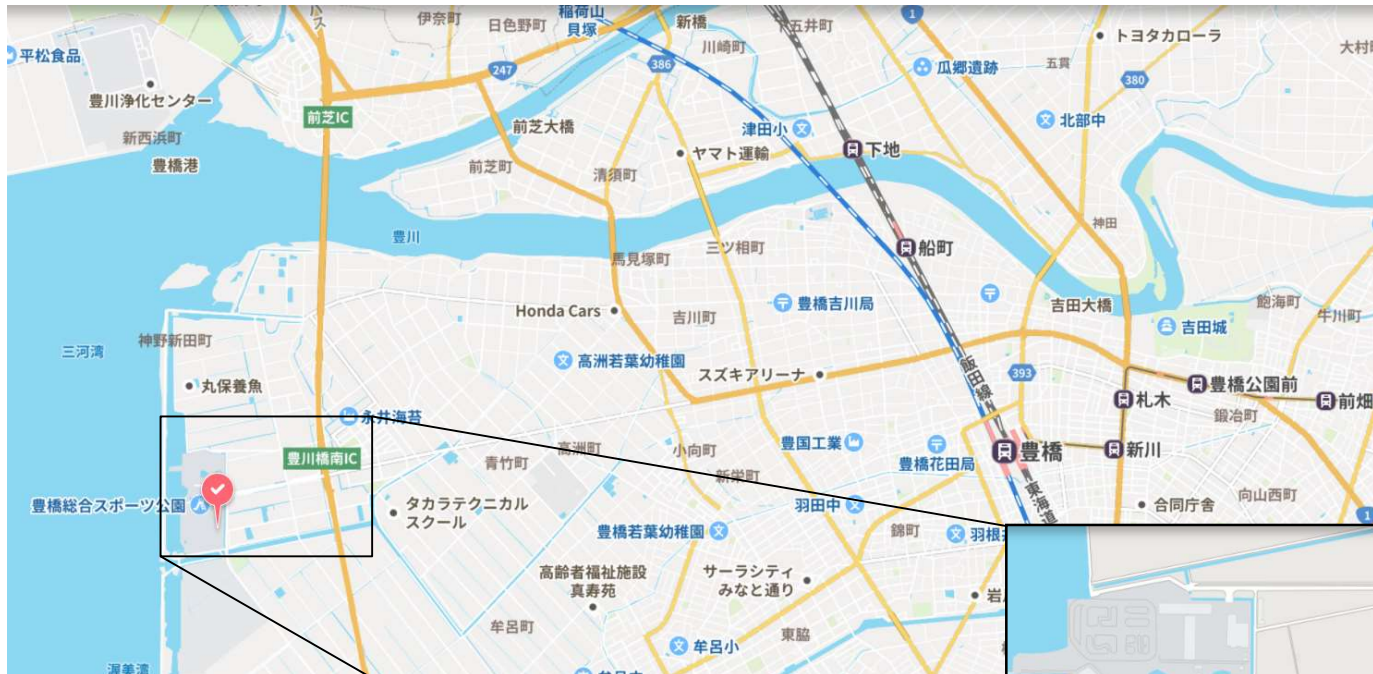 伊奈町
日色野町
稲荷山
貝塚
新橋
下五井町
1
トヨタカローラ
平松食品
川崎町
瓜郷遺跡
五貫
大村町
247
386
380
豊川浄化センター
前芝IC
前芝大橋
津田小
北部中
新西浜町
豊橋港
前芝町
清須町
ヤマト運輸
下地
豊川
馬見塚町
三ツ相町
船町
神田
Honda Cars
吉川町
豊橋吉川局
吉田大橋
飽海町
牛川町
吉田城
三河湾
神野新田町
丸保養魚
高洲若葉幼稚園
スズキアリーナ
飯田線
393
豊橋公園前
札木
前畑
鍛冶町
永井海苔
豊川橋南IC
青竹町
高洲町
小向町
新栄町
豊国工業
豊橋花田局
豊橋
新川
豊橋総合スポーツ公園
タカラテクニカル
スクール
羽田中
東海道
合同庁舎
向山西町
豊橋若葉幼稚園
錦町
1
高齢者福祉施設
真寿苑
サーラシティ
みなと通り
牟呂町
牟呂小
東脇
渥美湾